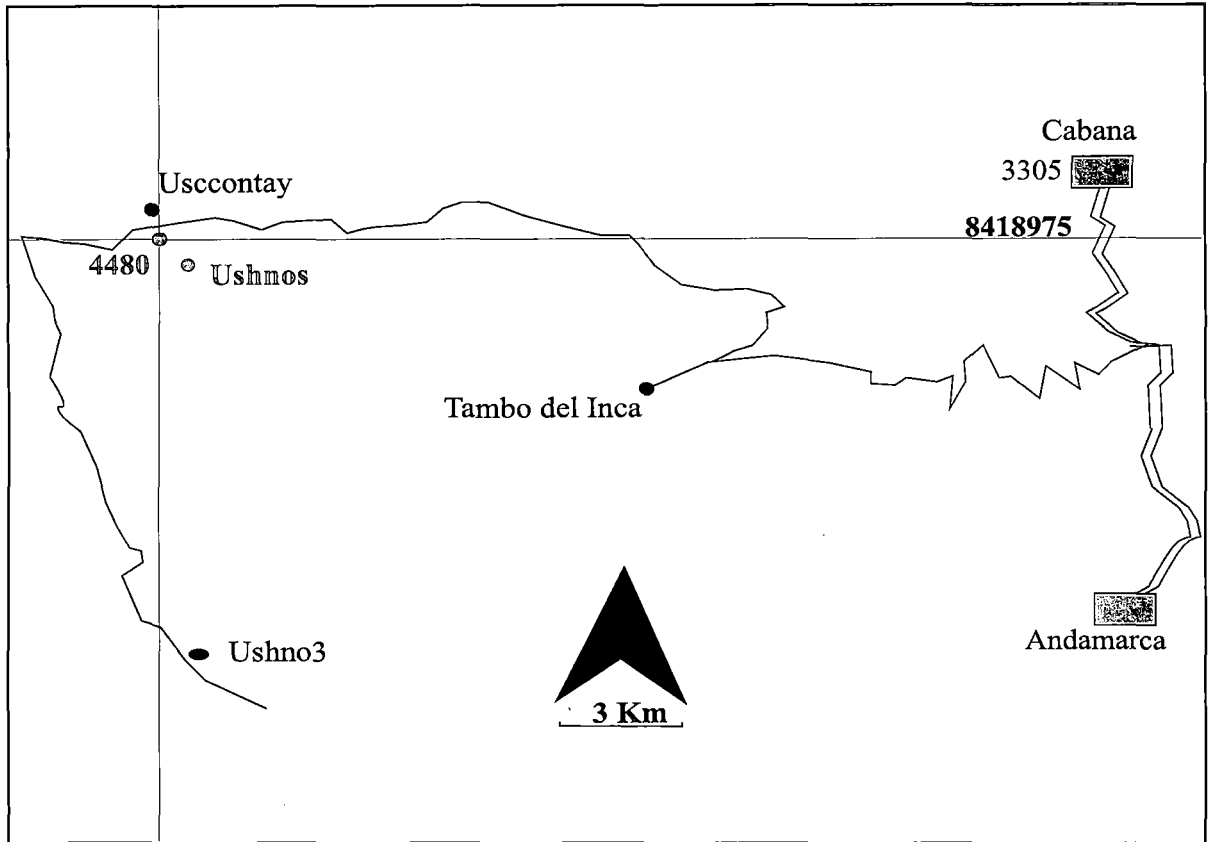 Cabana
3305
Usccontay
8418975
4480
Ushnos
Tambo del Inca
Andamarca
Ushno3
3 Km